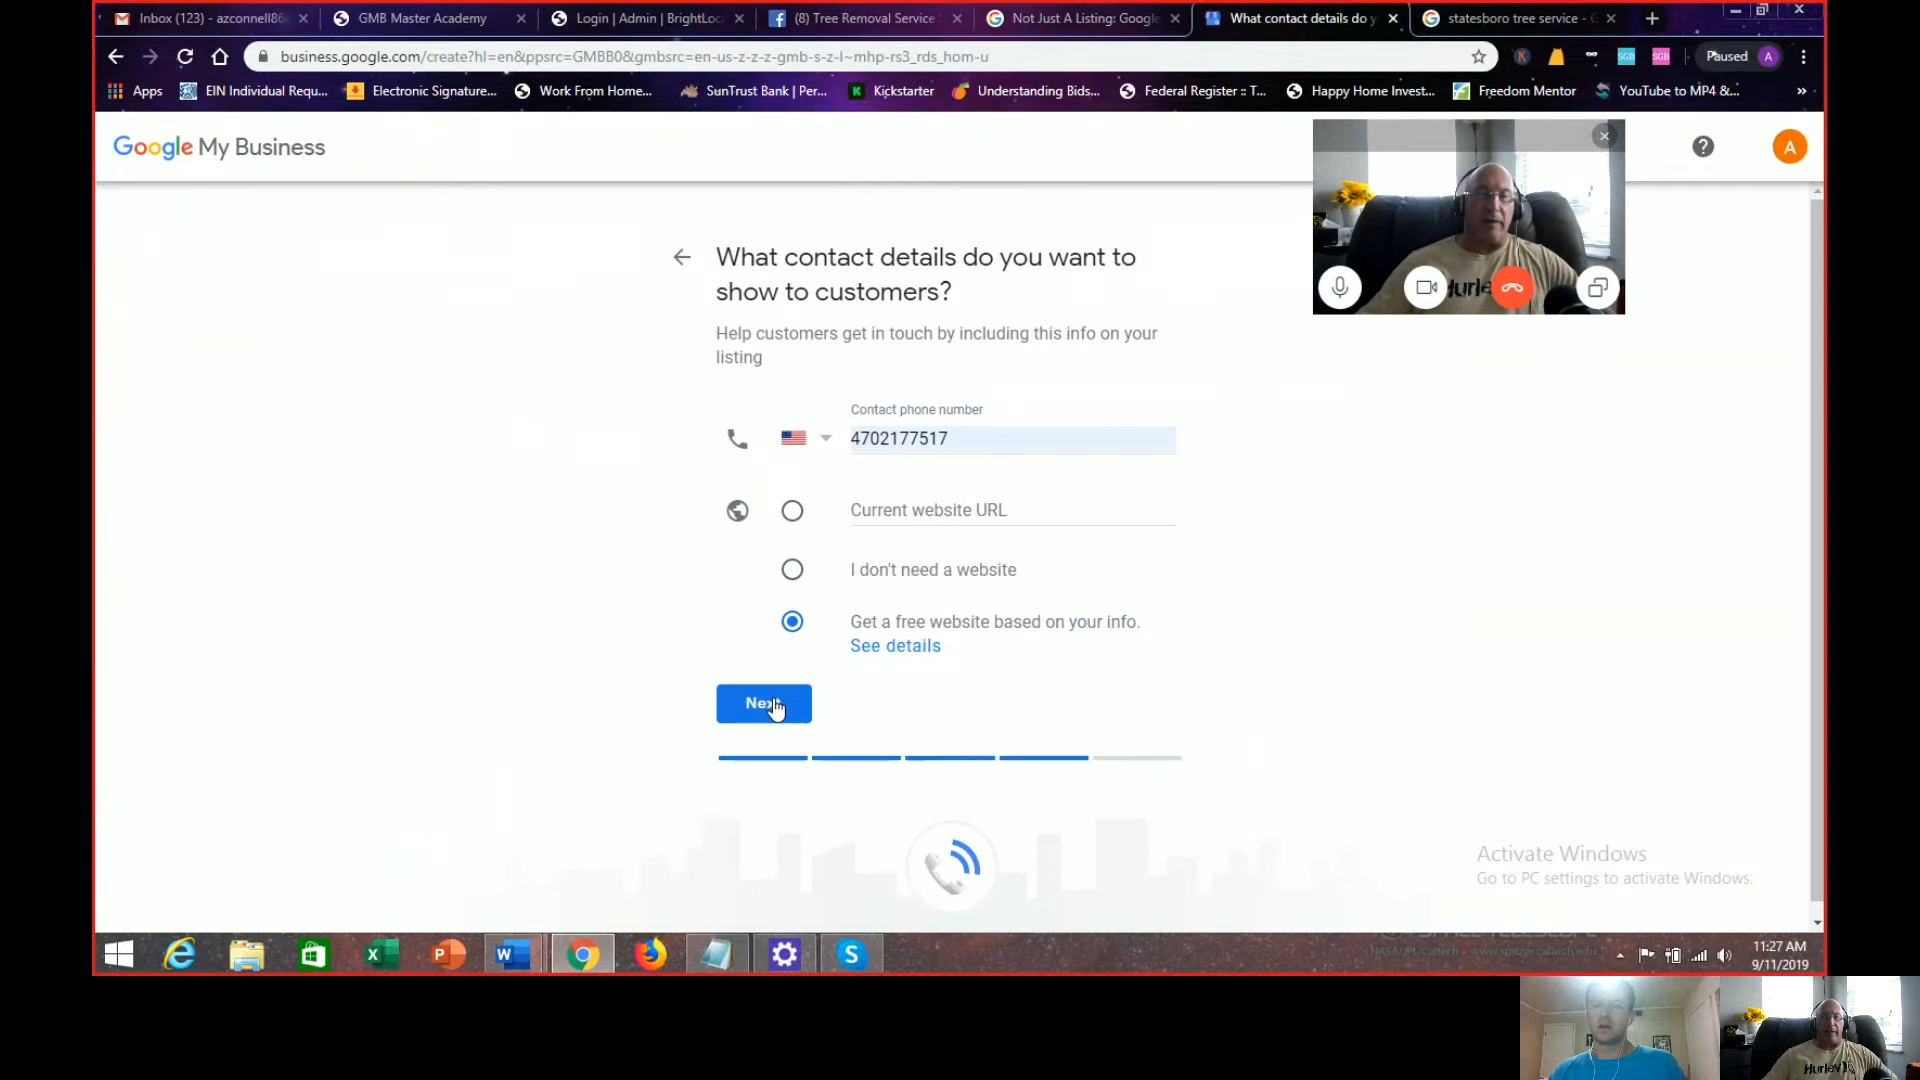 Inbox (123) - azconnell86
GMB Master Academy
Login | Admin | BrightLoc
(8) Tree Removal Service
Not Just A Listing: Google
What contact details do y
statesboro tree service - G
business.google.com/create?hl=en&ppsrc=GMBB0&gmbsrc=en-us-z-z-z-gmb-s-z-l~mhp-rs3_rds_hom-u
Paused A
Apps
EIN Individual Requ...
Electronic Signature...
Work From Home...
SunTrust Bank | Per...
Kickstarter
Understanding Bids...
Federal Register :: T...
Happy Home Invest...
Freedom Mentor
YouTube to MP4 &...
»
Google My Business
A
What contact details do you want to
show to customers?
Help customers get in touch by including this info on your
listing
Contact phone number
4702177517
Current website URL
I don't need a website
Get a free website based on your info.
See details
Next
Activate Windows
Go to PC settings to activate Windows.
11:27 AM
9/11/2019
Hurley